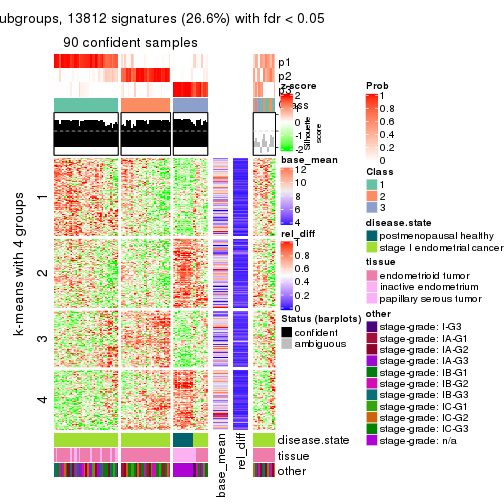 ubgroups, 13812 signatures (26.6%) with fdr < 0.05
90 confident samples
p1
p2
p3
Class
Silhouette
score
k-means with 4 groups
1
2
3
4
base_mean
rel_diff
disease.state
tissue
other
z-score
2
1
0
-1
-2
base_mean
12
10
8
6
4
rel_diff
1
0.8
0.6
0.4
0.2
0
Status (barplots)
confident
ambiguous
Prob
1
0.8
0.6
0.4
0.2
0
Class
1
2
3
disease.state
postmenopausal healthy
stage I endometrial cancer
tissue
endometrioid tumor
inactive endometrium
papillary serous tumor
other
stage-grade: I-G3
stage-grade: IA-G1
stage-grade: IA-G2
stage-grade: IA-G3
stage-grade: IB-G1
stage-grade: IB-G2
stage-grade: IB-G3
stage-grade: IC-G1
stage-grade: IC-G2
stage-grade: IC-G3
stage-grade: n/a